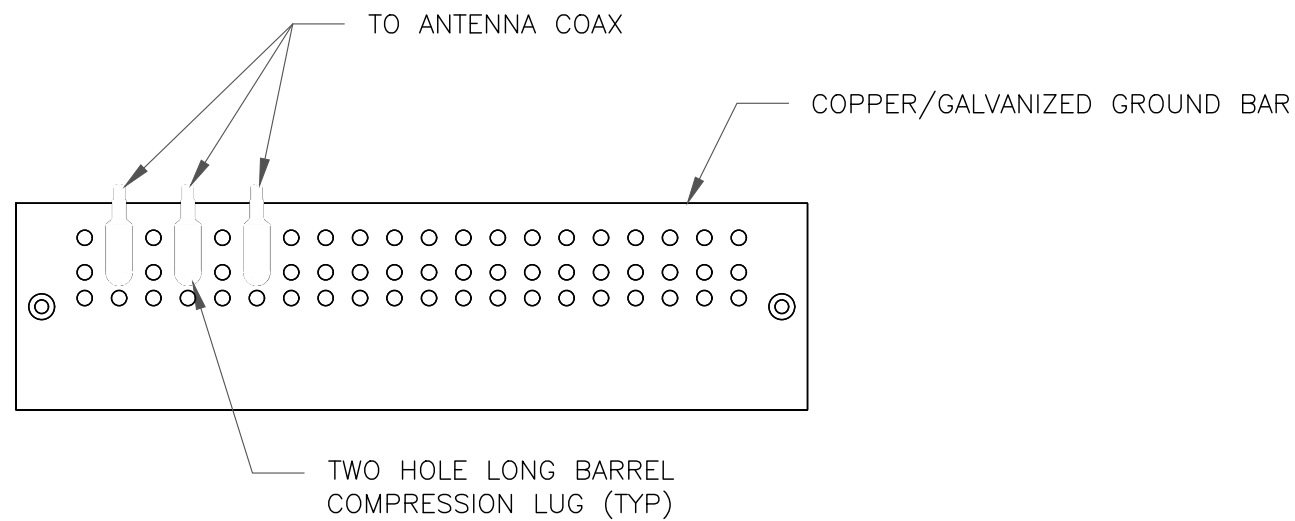 TO ANTENNA COAX
COPPER/GALVANIZED GROUND BAR
TWO HOLE LONG BARREL
COMPRESSION LUG (TYP)